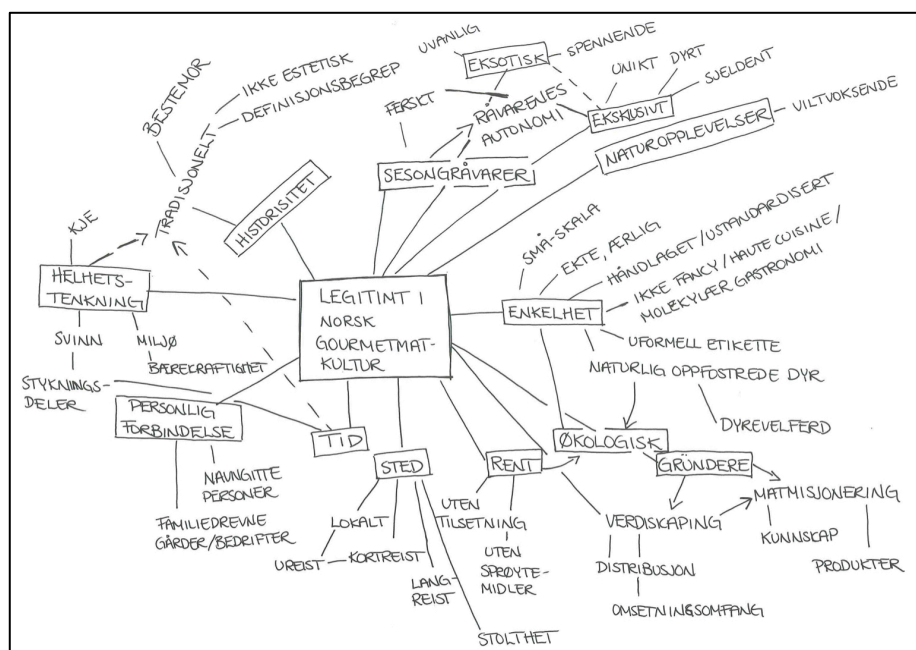 UVANLIG
EKSOTISK
SPENNENDE
UNIKT
DYRT
SJELDENT
EKSKLUSIVT
FERSKT
RÅVARENES
AUTONOMI
SESONGRÅVARER
NATUROPPLEVELSER
VILTVOKSENDE
BESTEMOR
IKKE ESTETISK
DEFINISJONSBEGREP
TRADISJONELT
HISTORISITET
KJE
HELHETS-
TENKNING
SVINN
MILJØ
BÆREKRAFTIGHET
STYKNINGS-
DELER
LEGITINT I
NORSK
GOURMETMAT-
KULTUR
SMÅ-SKALA
EKTE, ÆRLIG
HÅNDLAGET/USTANDARDISERT
IKKE FANCY/HAUTE CUISINE/
MOLEKYLÆR GASTRONOMI
ENKELHET
UFORMELL ETIKETTE
NATURLIG OPPFOSTREDE DYR
DYREVELFERD
PERSONLIG
FORBINDELSE
NAVNGITTE
PERSONER
FAMILIEDREVNE
GÅRDER/BEDRIFTER
TID
STED
LOKALT
UREIST
KORTREIST
LANG-
REIST
STOLTHET
RENT
UTEN
TILSETNING
UTEN
SPRØYTE-
MIDLER
ØKOLOGISK
GRÜNDERE
VERDISKAPING
DISTRIBUSJON
OMSETNINGSOMFANG
MATMISJONERING
KUNNSKAP
PRODUKTER